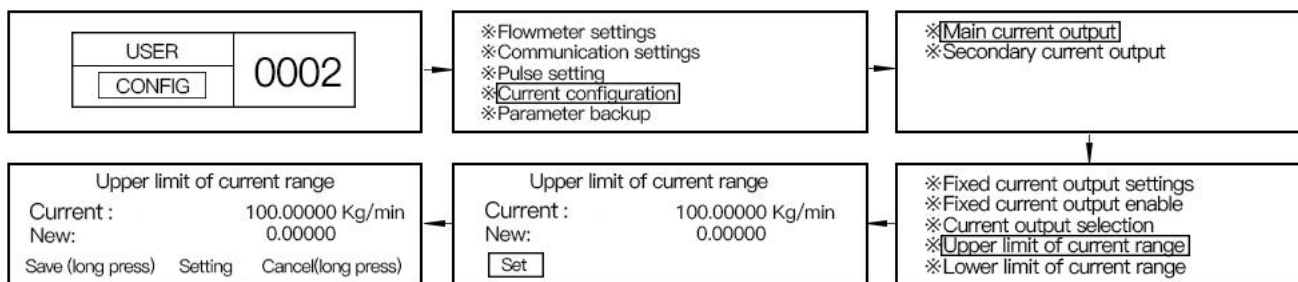 USER
CONFIG
0002
※Flowmeter settings
※Communication settings
※Pulse setting
※Current configuration
※Parameter backup
※Main current output
※Secondary current output
※Fixed current output settings
※Fixed current output enable
※Current output selection
※Upper limit of current range
※Lower limit of current range
Upper limit of current range
Current : 100.00000 Kg/min
New: 0.00000
Set
Upper limit of current range
Current : 100.00000 Kg/min
New: 0.00000
Save (long press) Setting Cancel(long press)